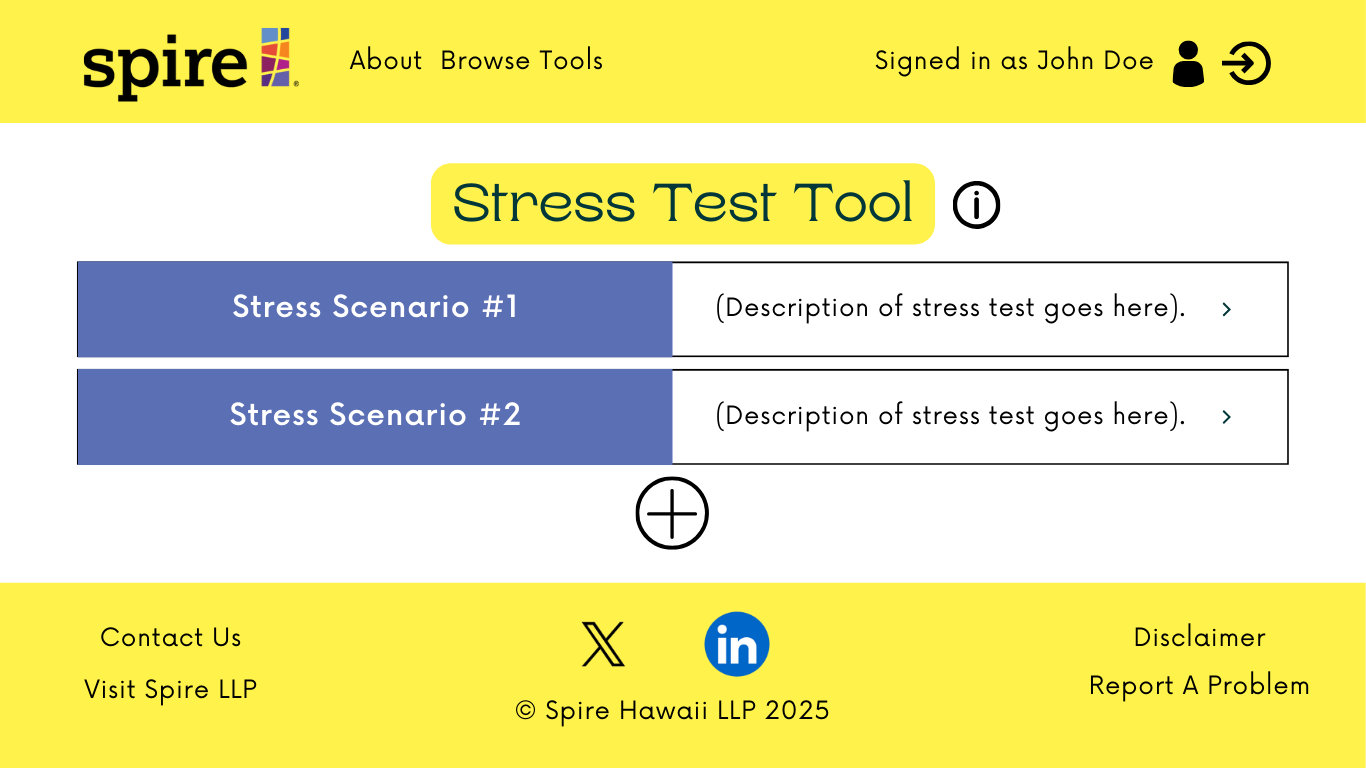 spire
About Browse Tools
Signed in as John Doe
Stress Test Tool
Stress Scenario #1
(Description of stress test goes here).
Stress Scenario #2
(Description of stress test goes here).
Contact Us
Visit Spire LLP
in
© Spire Hawaii LLP 2025
Disclaimer
Report A Problem